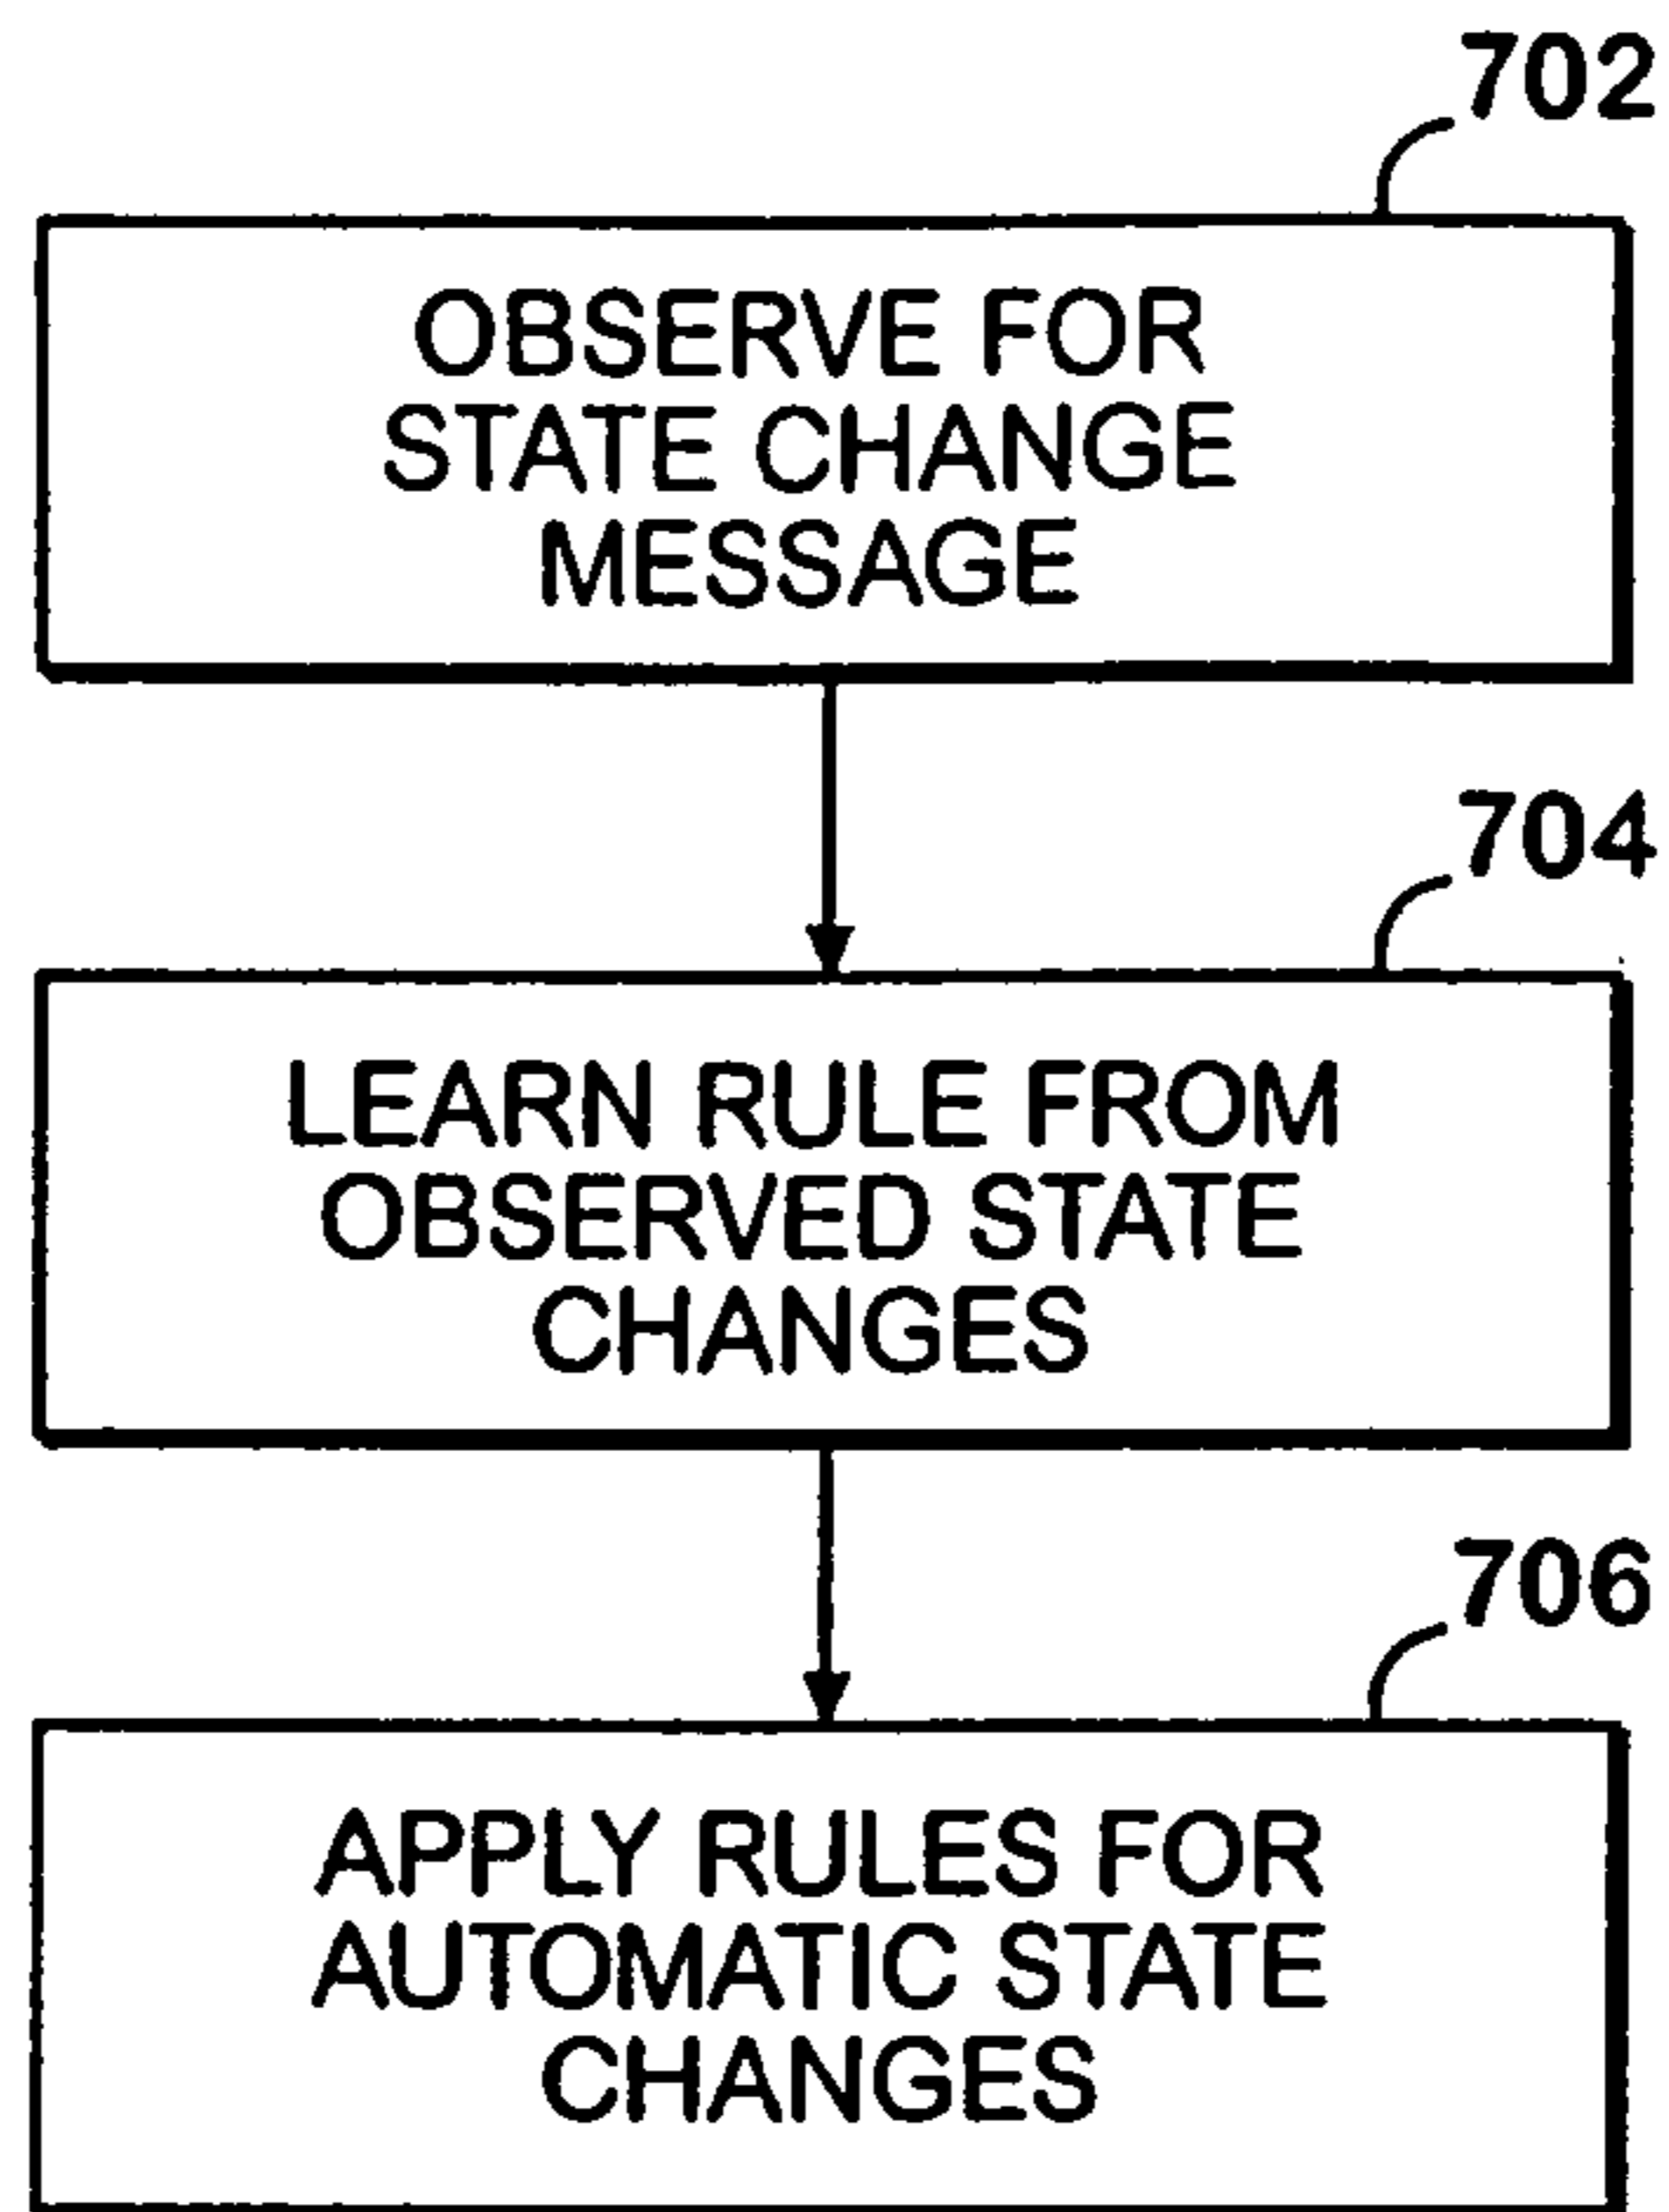 702
OBSERVE FOR
STATE CHANGE
MESSAGE
704
LEARN RULE FROM
OBSERVED STATE
CHANGES
706
APPLY RULES FOR
AUTOMATIC STATE
CHANGES